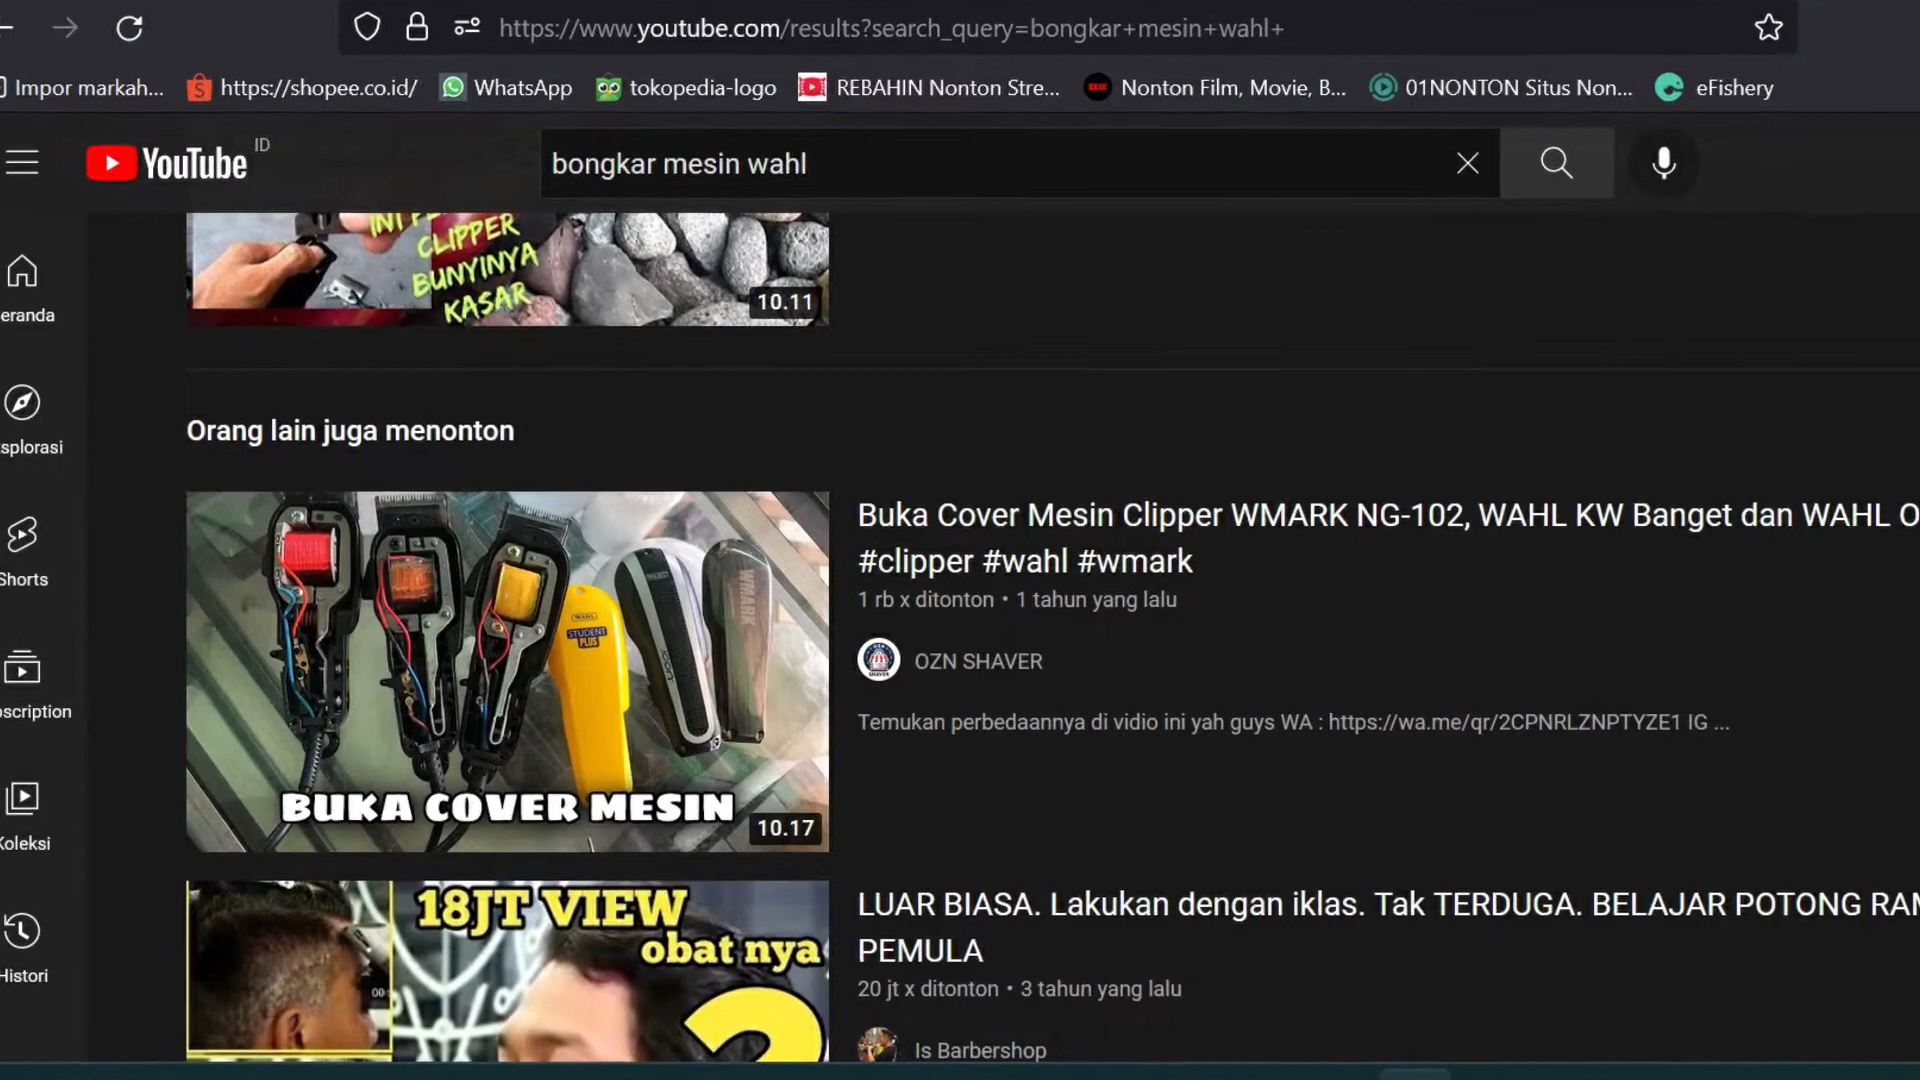 https://www.youtube.com/results?search_query=bongkar+mesin+wahl+
Impor markah... https://shopee.co.id/ WhatsApp tokopedia-logo REBAHIN Nonton Stre... Nonton Film, Movie, B... 01NONTON Situs Non... eFishery
YouTube ID
bongkar mesin wahl
CLIPPER
BUNYINYA
KASAR
10.11
eranda
splorasi
Shorts
bscription
Koleksi
Histori
Orang lain juga menonton
WAHL
STUDENT
PLUS
WMARK
BUKA COVER MESIN
10.17
Buka Cover Mesin Clipper WMARK NG-102, WAHL KW Banget dan WAHL O
#clipper #wahl #wmark
1 rb x ditonton • 1 tahun yang lalu
OZN SHAVER
Temukan perbedaannya di vidio ini yah guys WA : https://wa.me/qr/2CPNRLZNPTYZE1 IG ...
18JT VIEW
obat nya
LUAR BIASA. Lakukan dengan iklas. Tak TERDUGA. BELAJAR POTONG RAM
PEMULA
20 jt x ditonton • 3 tahun yang lalu
Is Barbershop